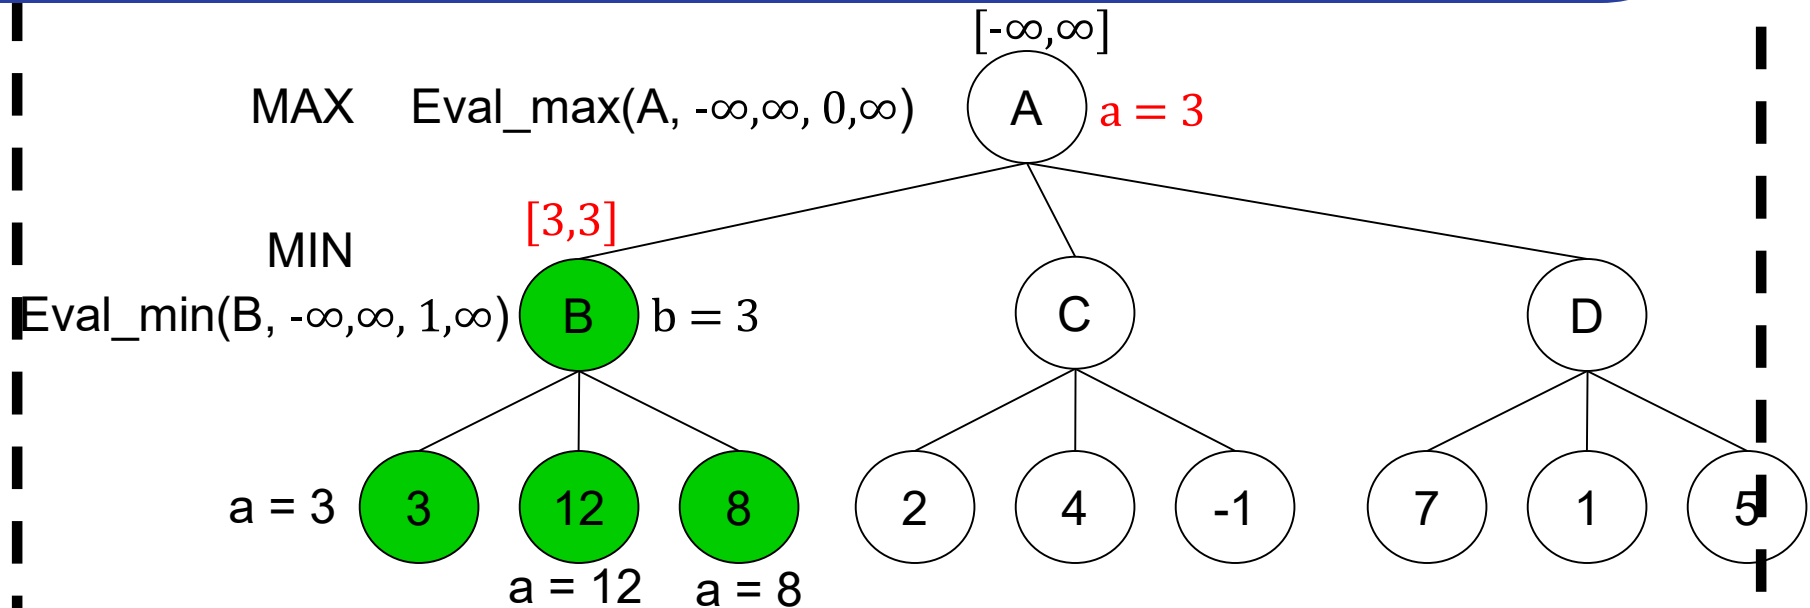 [-∞,∞]
MAX Eval_max(A, -∞,∞, 0,∞) A a = 3
[3,3]
MIN
Eval_min(B, -∞,∞, 1,∞) B b = 3 C D
a = 3 3 12 8 2 4 -1 7 1 5
a = 12 a = 8